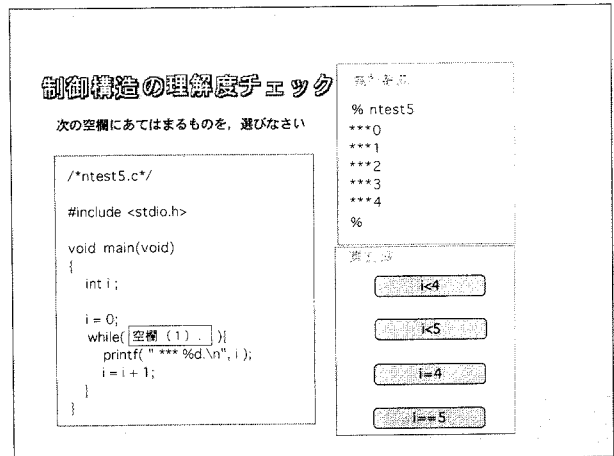 制御構造の理解度チェック
次の空欄にあてはまるものを，選びなさい
/*ntest5.c*/
#include <stdio.h>
void main(void)
{
int i ;
i = 0;
while( 空欄（1）. ){
printf( " *** %d.\n", i );
i = i + 1;
}
}
% ntest5
***0
***1
***2
***3
***4
%
i<4
i<5
i=4
i==5